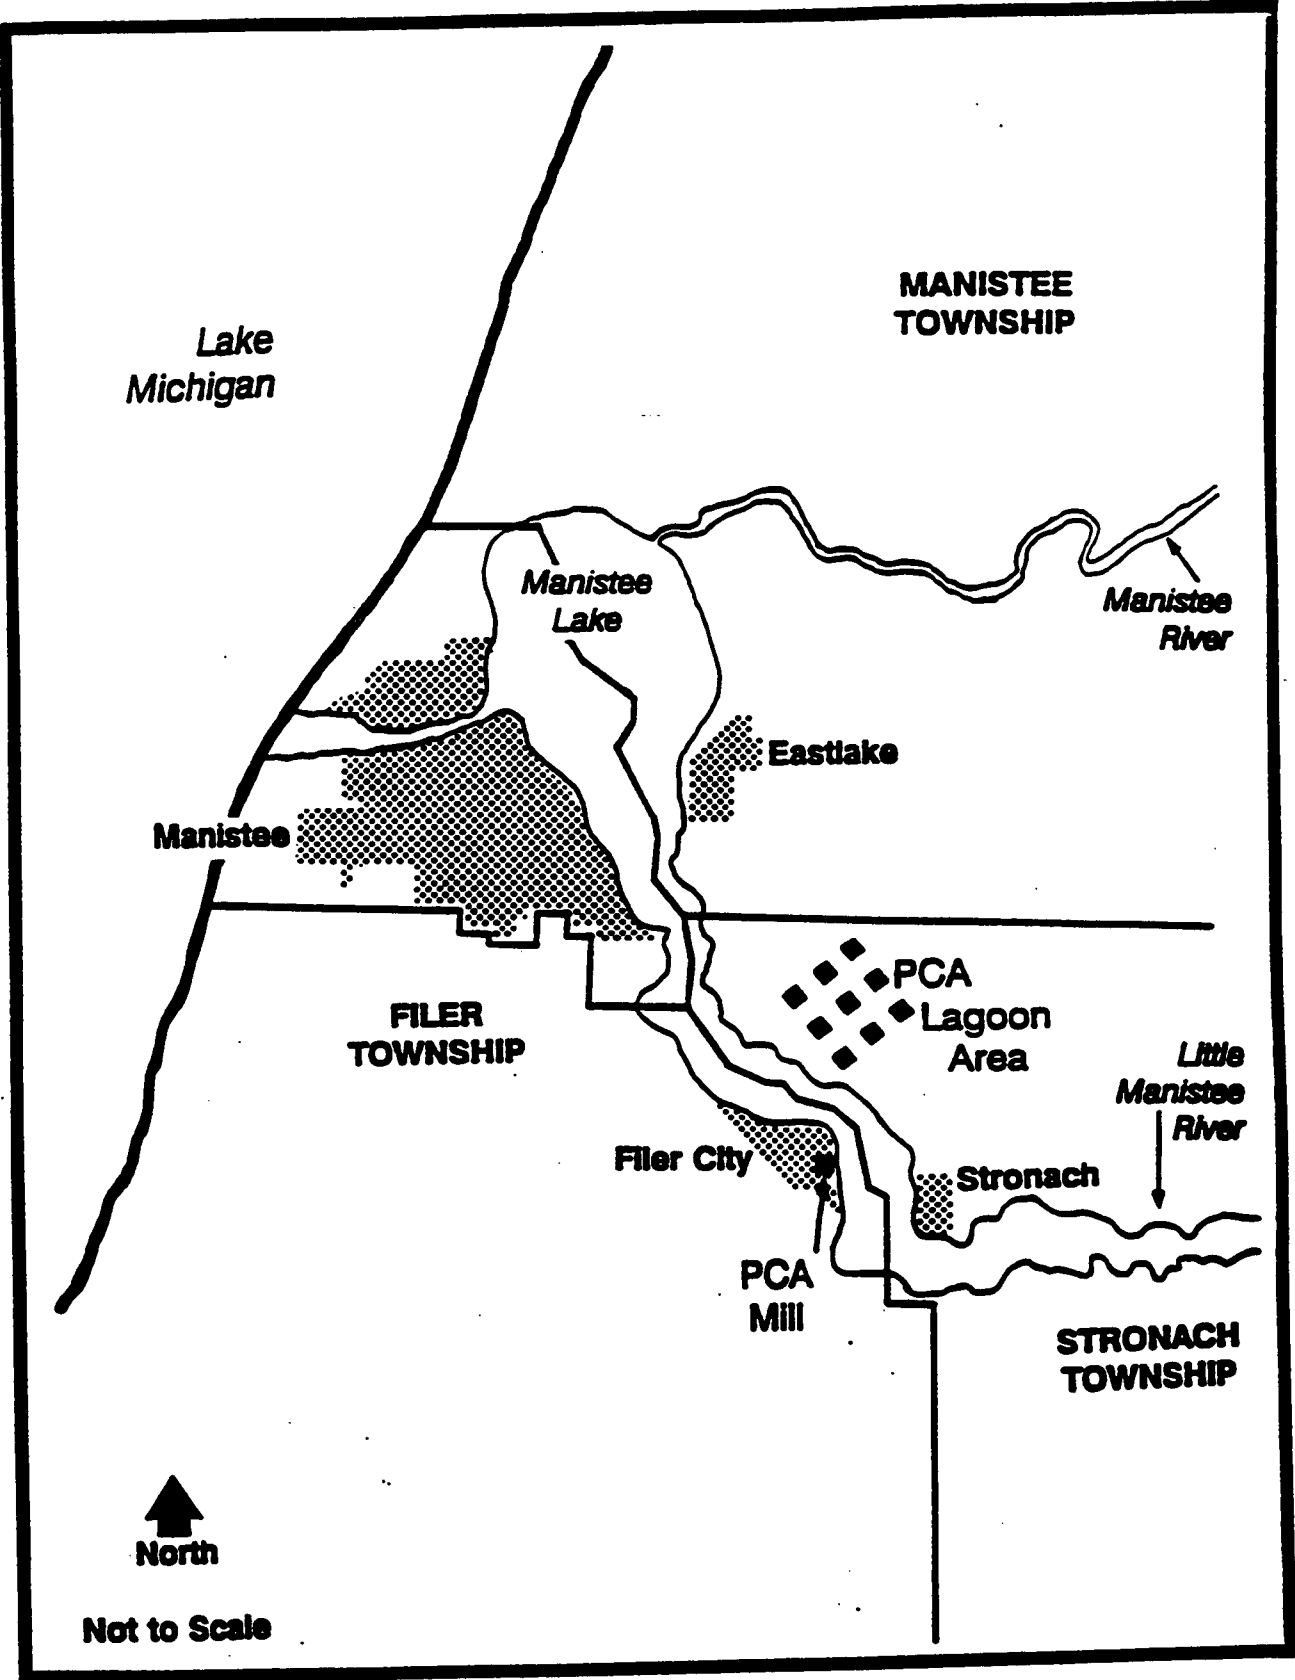 MANISTEE
TOWNSHIP
Lake
Michigan
Manistee
Lake
Manistee
River
Eastlake
Manistee
PCA
Lagoon
Area
FILER
TOWNSHIP
Little
Manistee
River
Filer City
Stronach
PCA
Mill
STRONACH
TOWNSHIP
North
Not to Scale